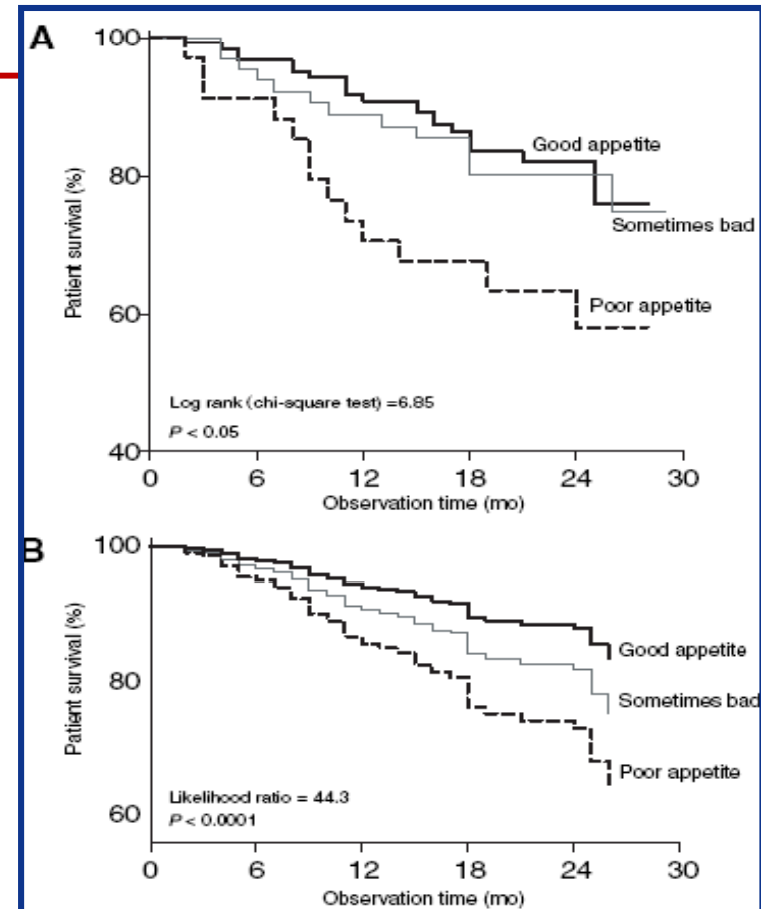 A
100
80
60
40
Patient survival (%)
Good appetite
Sometimes bad
Poor appetite
Log rank (chi-square test) =6.85
P < 0.05
0 6 12 18 24 30
Observation time (mo)
B
100
80
60
Patient survival (%)
Good appetite
Sometimes bad
Poor appetite
Likelihood ratio = 44.3
P < 0.0001
0 6 12 18 24 30
Observation time (mo)